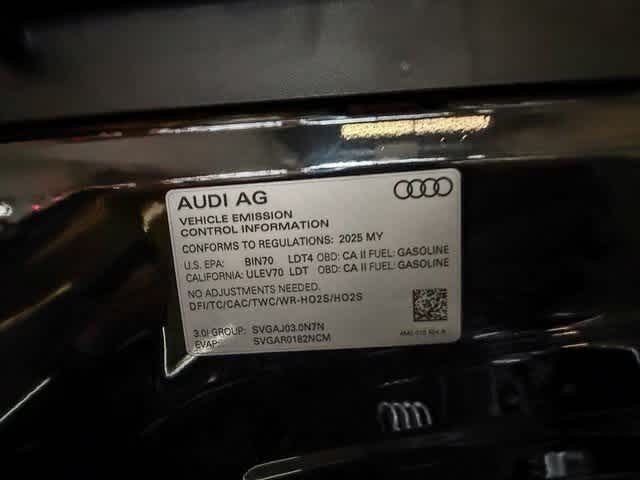 AUDI AG
VEHICLE EMISSION
CONTROL INFORMATION
CONFORMS TO REGULATIONS: 2025 MY
U.S. EPA: BIN70 LDT4 OBD: CA II FUEL: GASOLINE
CALIFORNIA: ULEV70 LDT OBD: CA II FUEL: GASOLINE
NO ADJUSTMENTS NEEDED.
DFI/TC/CAC/TWC/WR-HO2S/HO2S
3.0l GROUP: SVGAJ03.0N7N
EVAP: SVGAR0182NCM